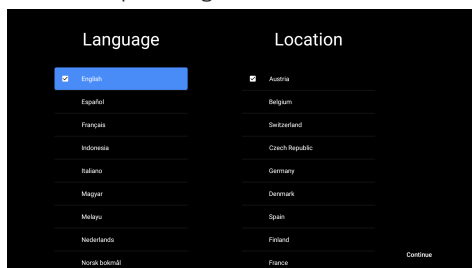 Language
English
Español
Français
Indonesia
Italiano
Magyar
Melayu
Nederlands
Norsk bokmål
Location
Austria
Belgium
Switzerland
Czech Republic
Germany
Denmark
Spain
Finland
France
Continue